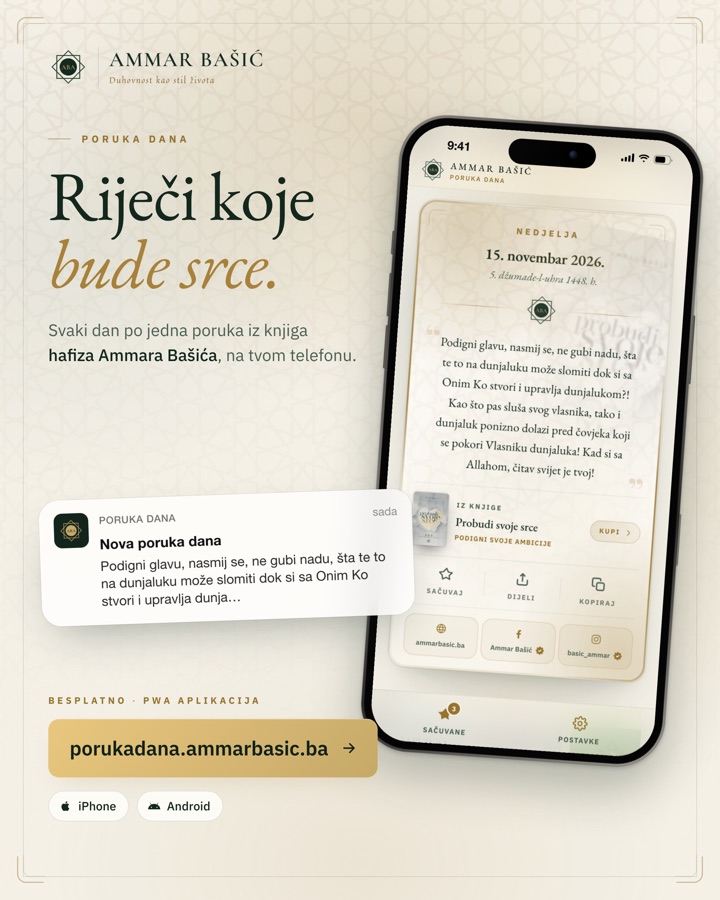 AMMAR BAŠIĆ
Duhovnost kao stil života
PORUKA DANA
Riječi koje
bude srce.
Svaki dan po jedna poruka iz knjiga
hafiza Ammara Bašića, na tvom telefonu.
9:41
AMMAR BAŠIĆ
PORUKA DANA
NEDJELJA
15. novembar 2026.
5. džumade-l-uhra 1448. h.
probudi
svoje
❝
Podigni glavu, nasmij se, ne gubi nadu, šta
te to na dunjaluku može slomiti dok si sa
Onim Ko stvori i upravlja dunjalukom?!
Kao što pas sluša svog vlasnika, tako i
dunjaluk ponizno dolazi pred čovjeka koji
se pokori Vlasniku dunjaluka! Kad si sa
Allahom, čitav svijet je tvoj!
❞
IZ KNJIGE
Probudi svoje srce
PODIGNI SVOJE AMBICIJE
KUPI >
SAČUVAJ
DIJELI
KOPIRAJ
ammarbasic.ba
Ammar Bašić
basic_ammar
3
SAČUVANE
POSTAVKE
PORUKA DANA
sada
Nova poruka dana
Podigni glavu, nasmij se, ne gubi nadu, šta te to
na dunjaluku može slomiti dok si sa Onim Ko
stvori i upravlja dunja…
BESPLATNO · PWA APLIKACIJA
porukadana.ammarbasic.ba →
iPhone
Android